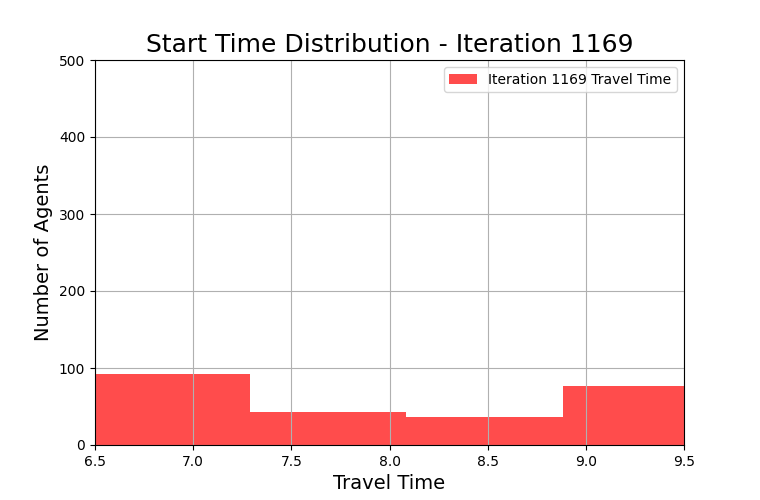 Start Time Distribution - Iteration 1169
Iteration 1169 Travel Time
Number of Agents
500
400
300
200
100
0
6.5 7.0 7.5 8.0 8.5 9.0 9.5
Travel Time